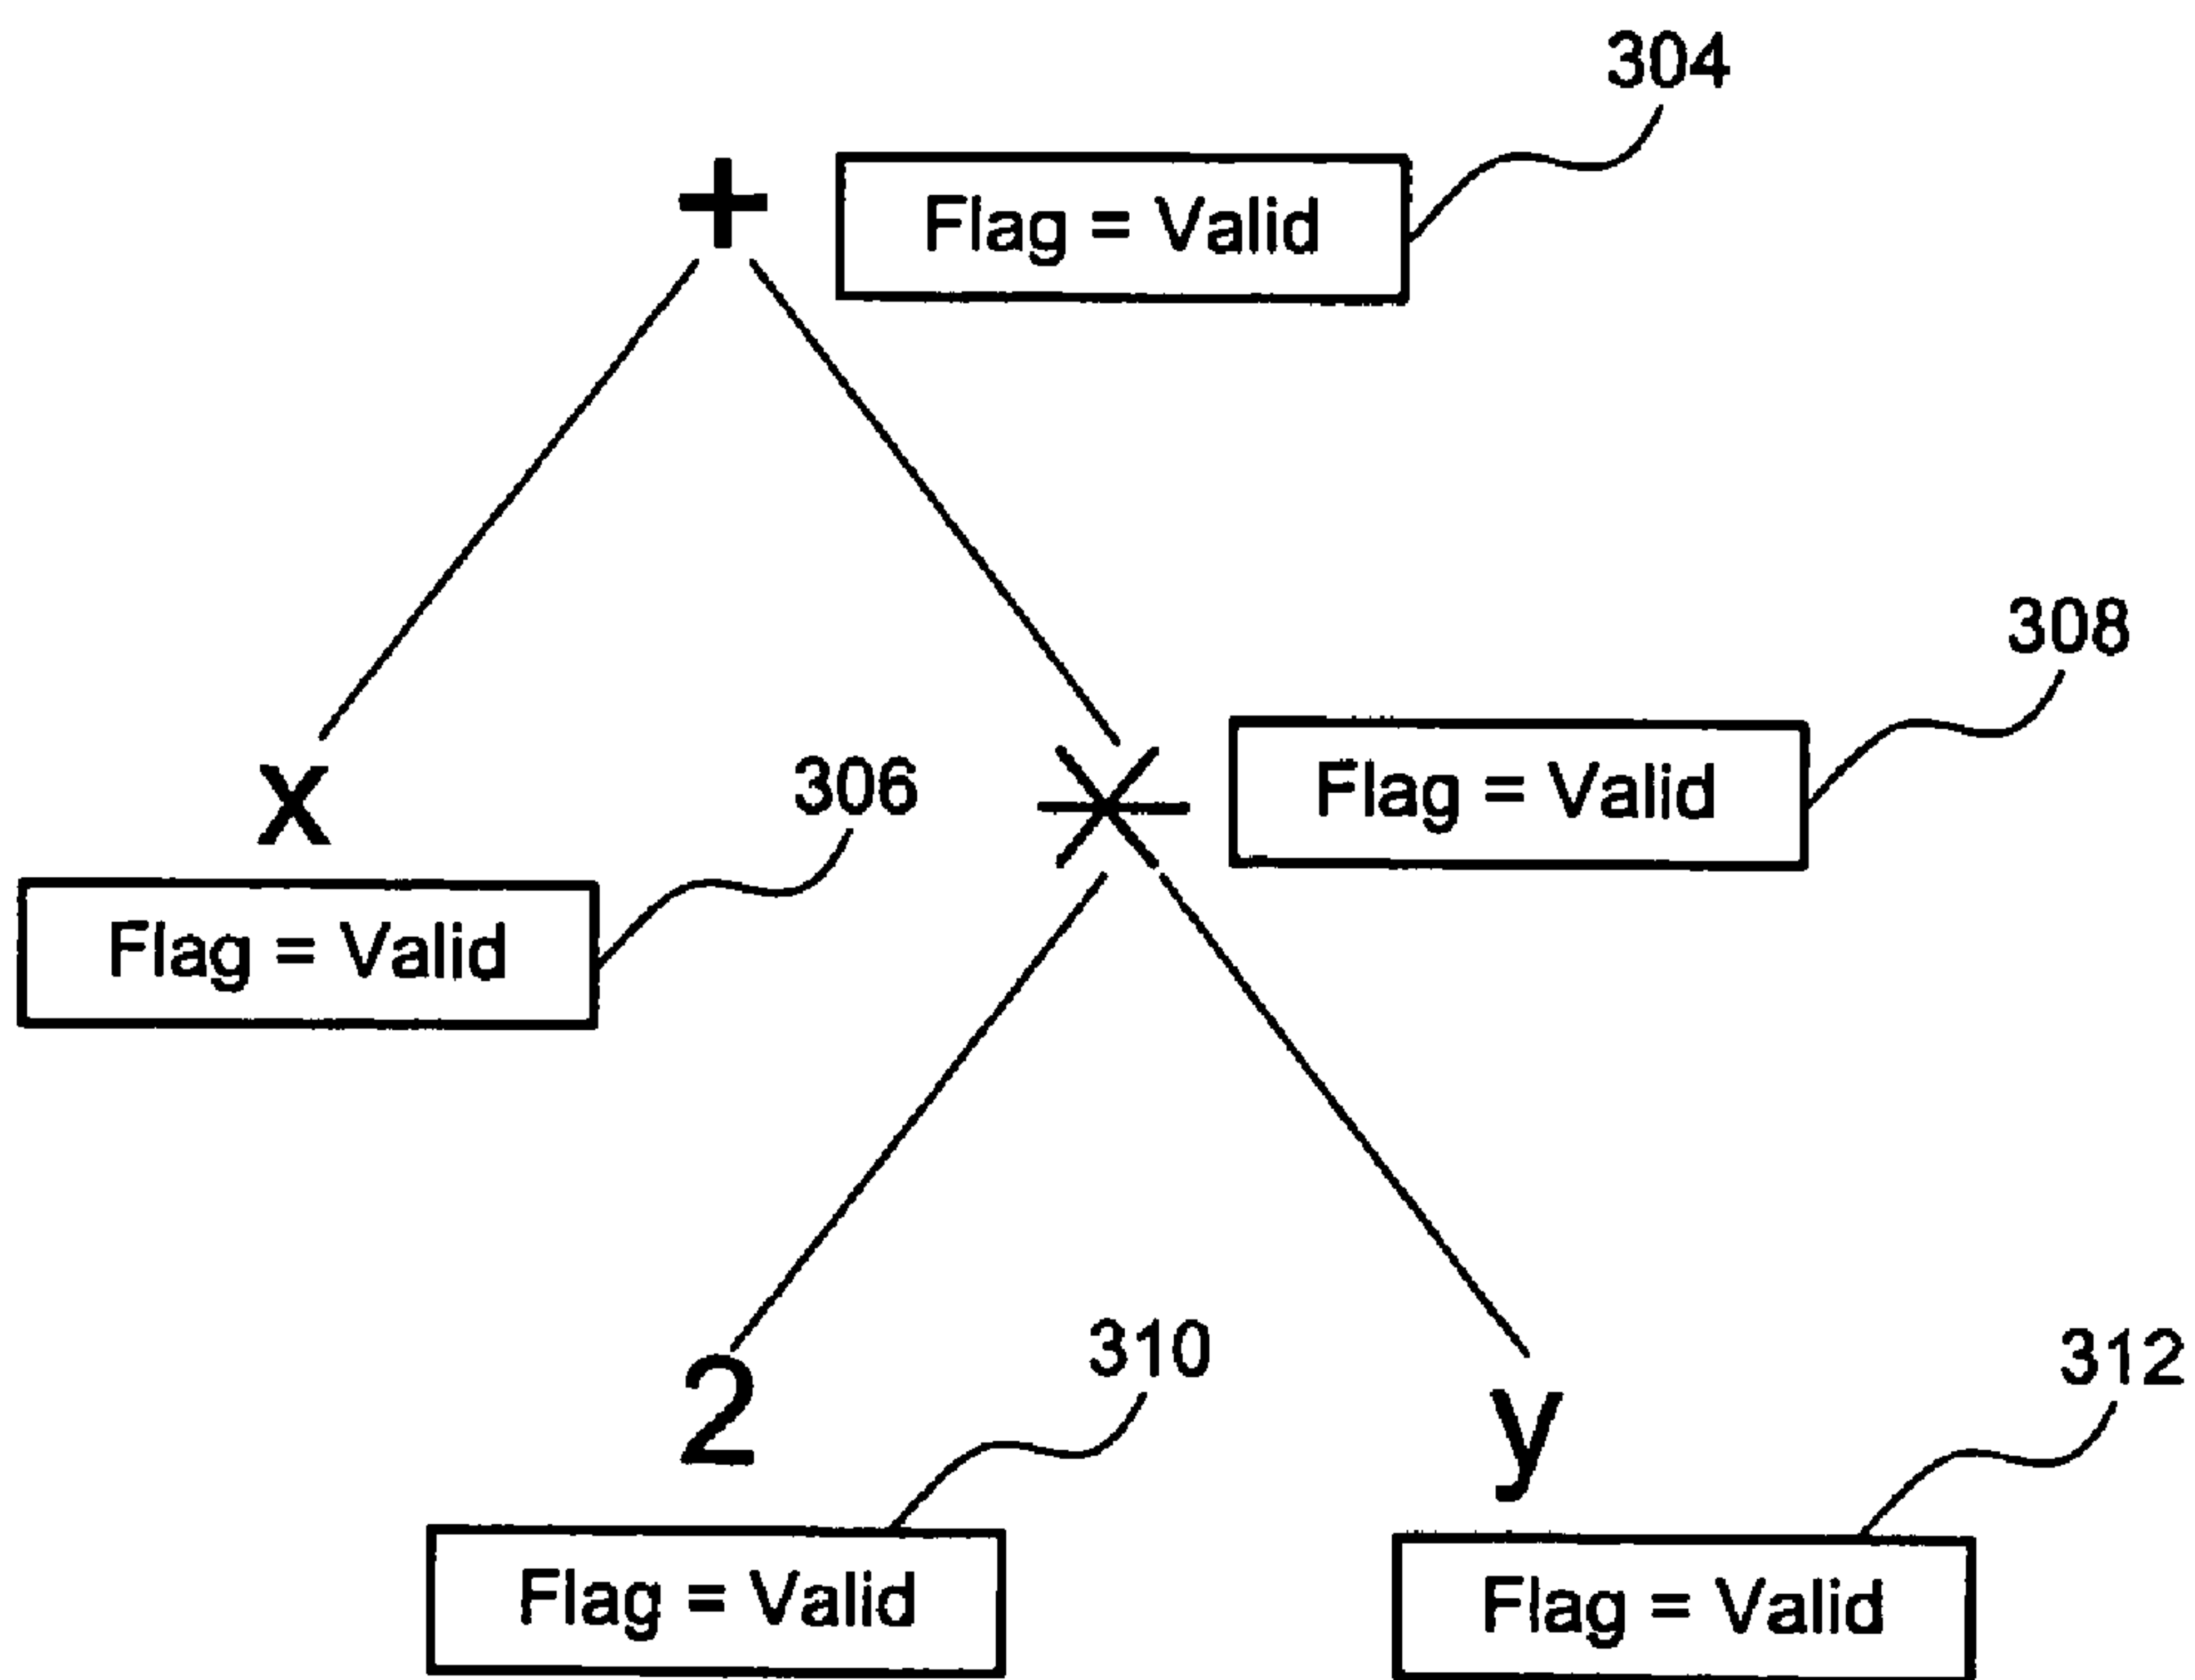 304
+
Flag = Valid
308
x
306
*
Flag = Valid
Flag = Valid
2
310
y
312
Flag = Valid
Flag = Valid